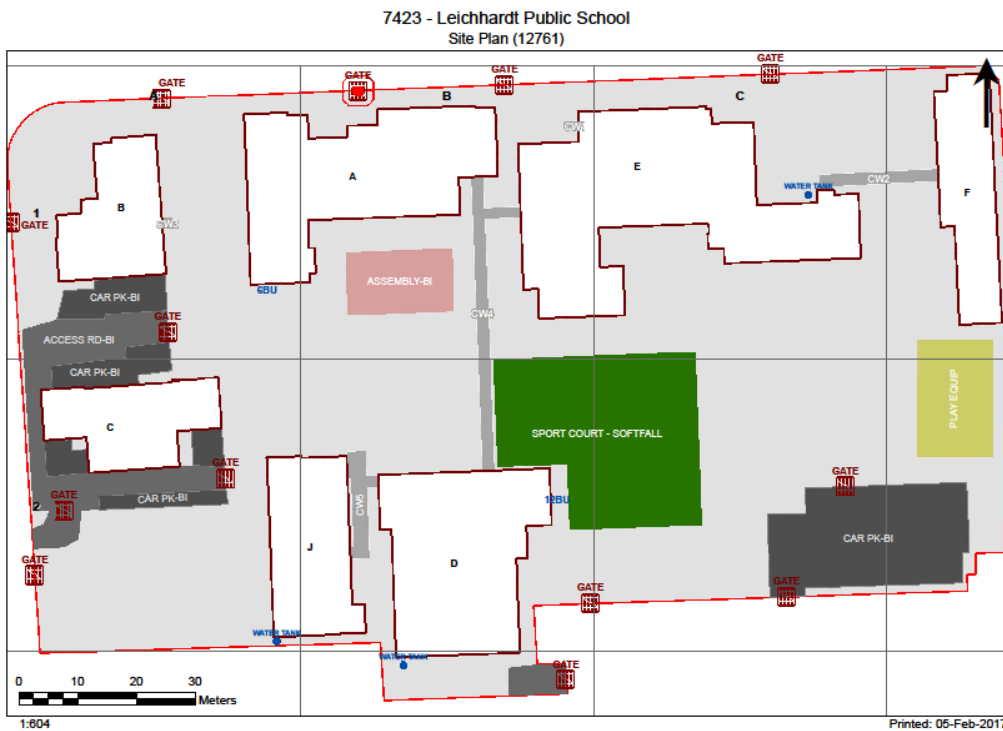 7423 - Leichhardt Public School
Site Plan (12761)
GATE
GATE
GATE
GATE
A
B
C
CW1
E
A
B
WATER TANK
CW2
F
1
GATE
CW3
ASSEMBLY-BI
6BU
CAR PK-BI
CW4
GATE
ACCESS RD-BI
CAR PK-BI
PLAY EQUIP
C
SPORT COURT - SOFTFALL
GATE
GATE
CAR PK-BI
GATE
2
CW5
12BU
CAR PK-BI
J
D
GATE
GATE
GATE
WATER TANK
WATER TANK
GATE
0 10 20 30
Meters
1:604
Printed: 05-Feb-2017